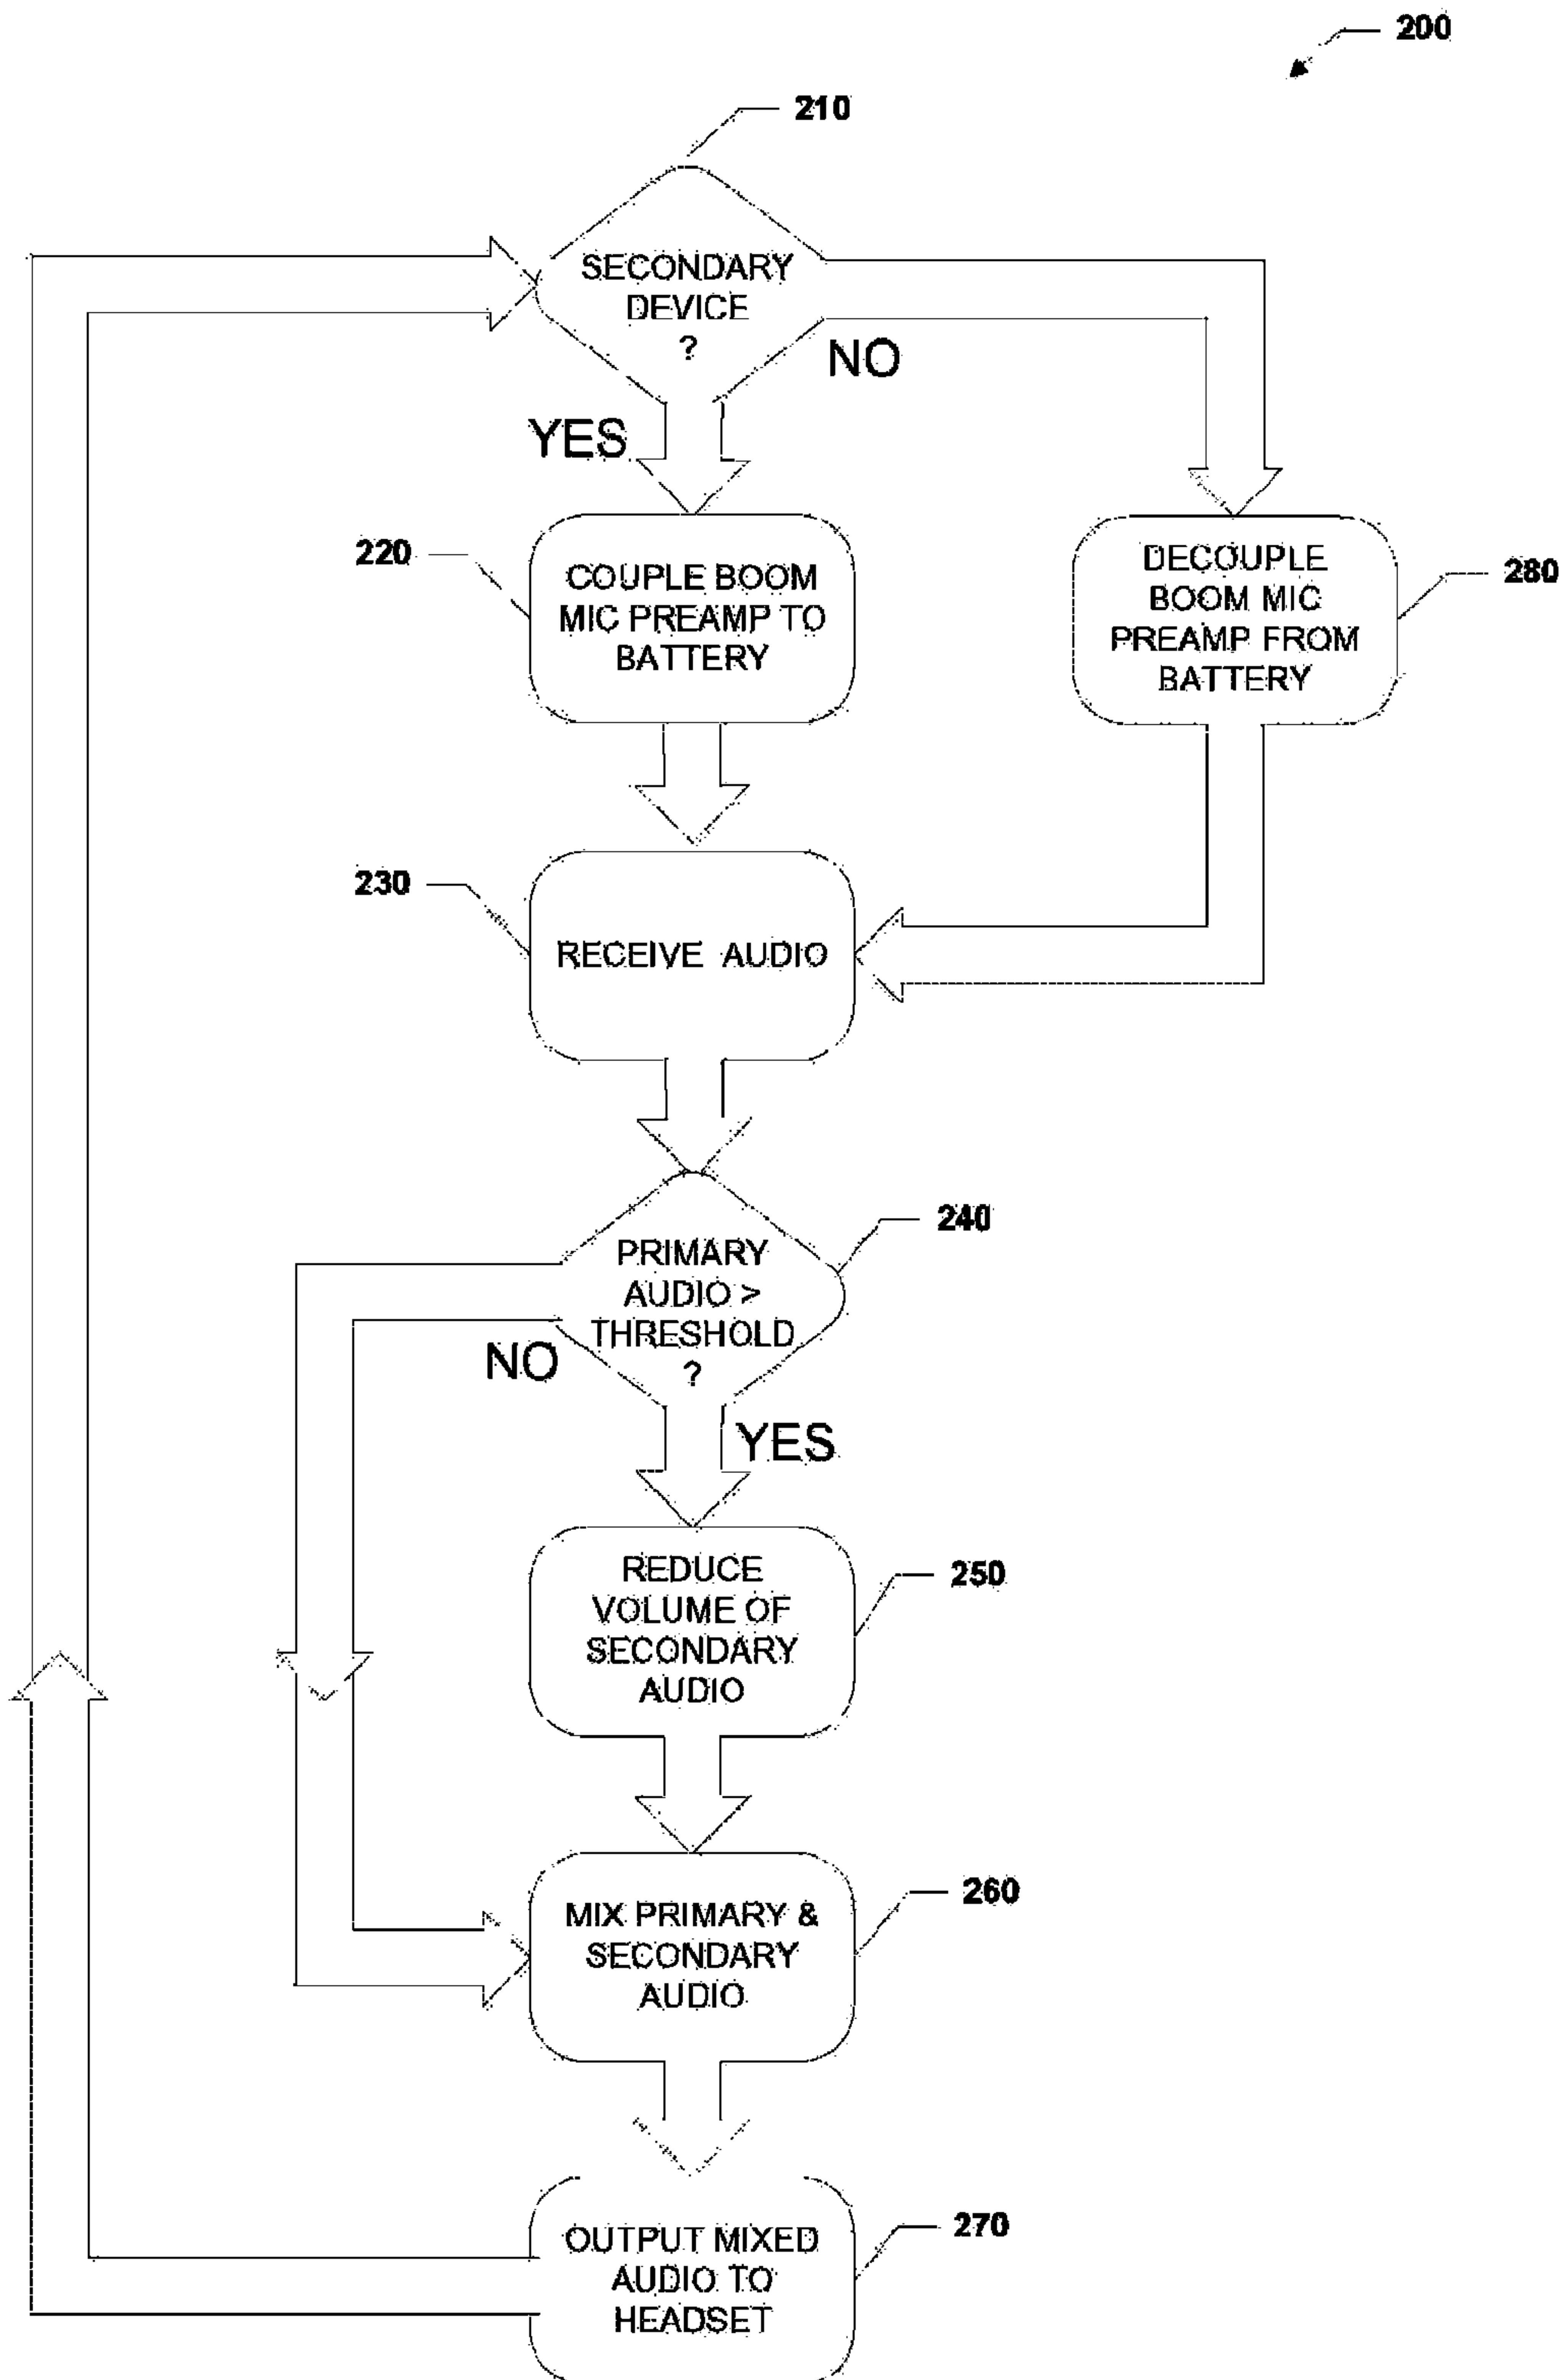 200
210
SECONDARY
DEVICE
?
NO
YES
220
COUPLE BOOM
MIC PREAMP TO
BATTERY
DECOUPLE
BOOM MIC
PREAMP FROM
BATTERY
280
230
RECEIVE AUDIO
240
PRIMARY
AUDIO >
THRESHOLD
?
NO
YES
REDUCE
VOLUME OF
SECONDARY
AUDIO
250
MIX PRIMARY &
SECONDARY
AUDIO
260
OUTPUT MIXED
AUDIO TO
HEADSET
270